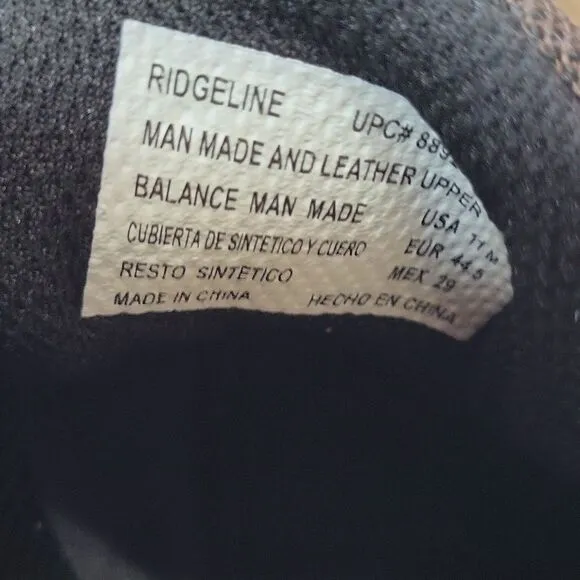 RIDGELINE UPC# 889
MAN MADE AND LEATHER UPPER
BALANCE MAN MADE USA 11 M
CUBIERTA DE SINTETICO Y CUERO EUR 44.5
RESTO SINTETICO MEX 29
MADE IN CHINA HECHO EN CHINA